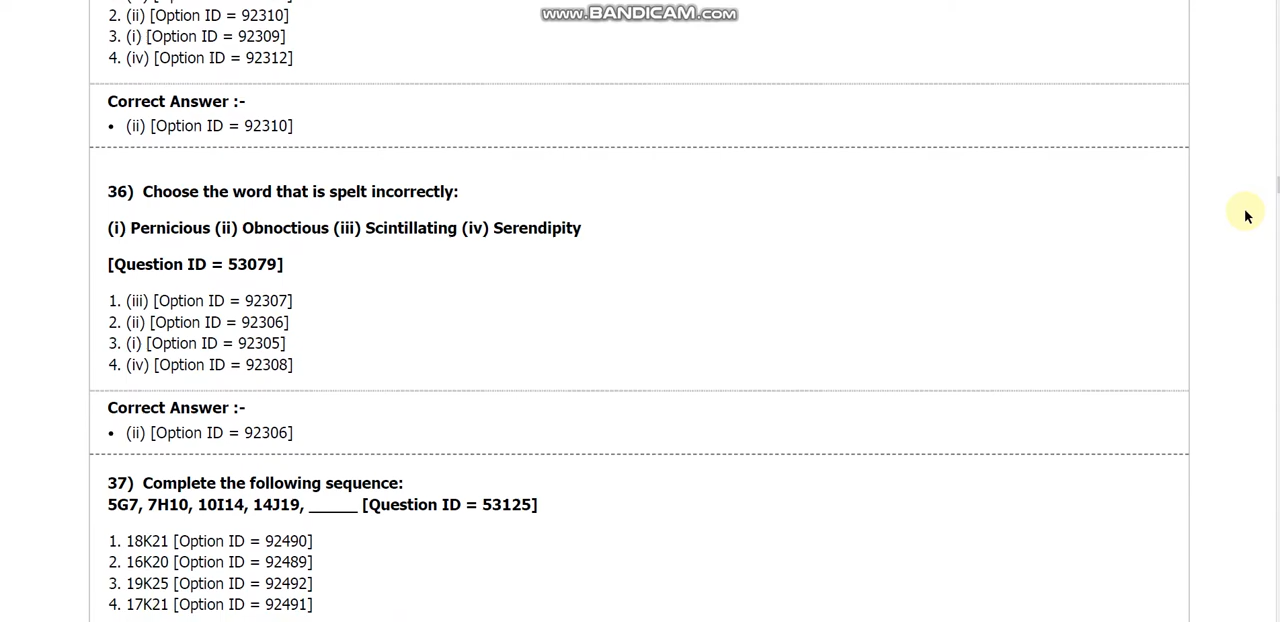 www.BANDICAM.com
2. (ii) [Option ID = 92310]
3. (i) [Option ID = 92309]
4. (iv) [Option ID = 92312]
Correct Answer :-
• (ii) [Option ID = 92310]
36) Choose the word that is spelt incorrectly:
(i) Pernicious (ii) Obnoctious (iii) Scintillating (iv) Serendipity
[Question ID = 53079]
1. (iii) [Option ID = 92307]
2. (ii) [Option ID = 92306]
3. (i) [Option ID = 92305]
4. (iv) [Option ID = 92308]
Correct Answer :-
• (ii) [Option ID = 92306]
37) Complete the following sequence:
5G7, 7H10, 10I14, 14J19, _____ [Question ID = 53125]
1. 18K21 [Option ID = 92490]
2. 16K20 [Option ID = 92489]
3. 19K25 [Option ID = 92492]
4. 17K21 [Option ID = 92491]